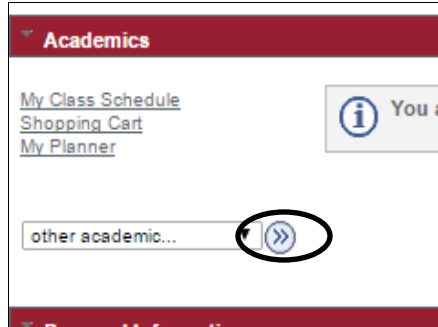 Academics
My Class Schedule
Shopping Cart
My Planner
You
other academic...